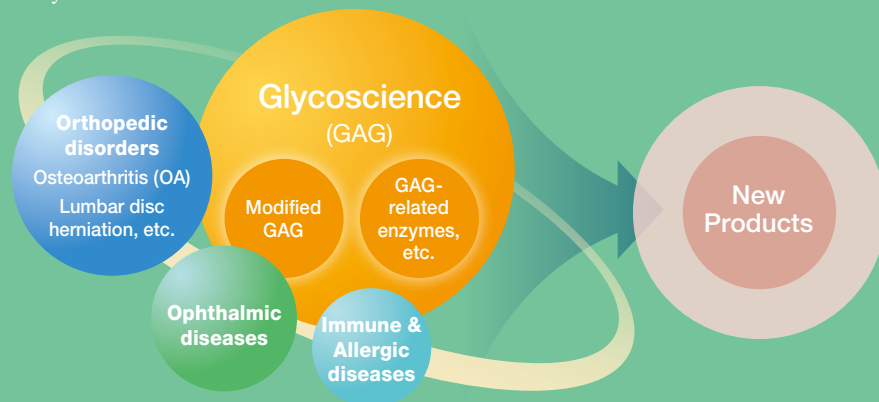 Glycoscience
(GAG)
Orthopedic
disorders
Osteoarthritis (OA)
Lumbar disc
herniation, etc.
Modified
GAG
GAG-
related
enzymes,
etc.
Ophthalmic
diseases
Immune &
Allergic
diseases
New
Products